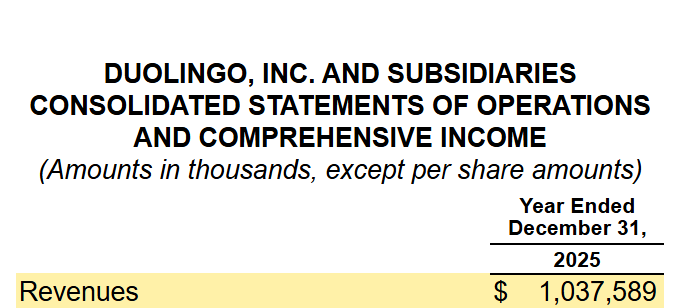 DUOLINGO, INC. AND SUBSIDIARIES
CONSOLIDATED STATEMENTS OF OPERATIONS
AND COMPREHENSIVE INCOME
(Amounts in thousands, except per share amounts)
Year Ended
December 31,
2025
Revenues $ 1,037,589